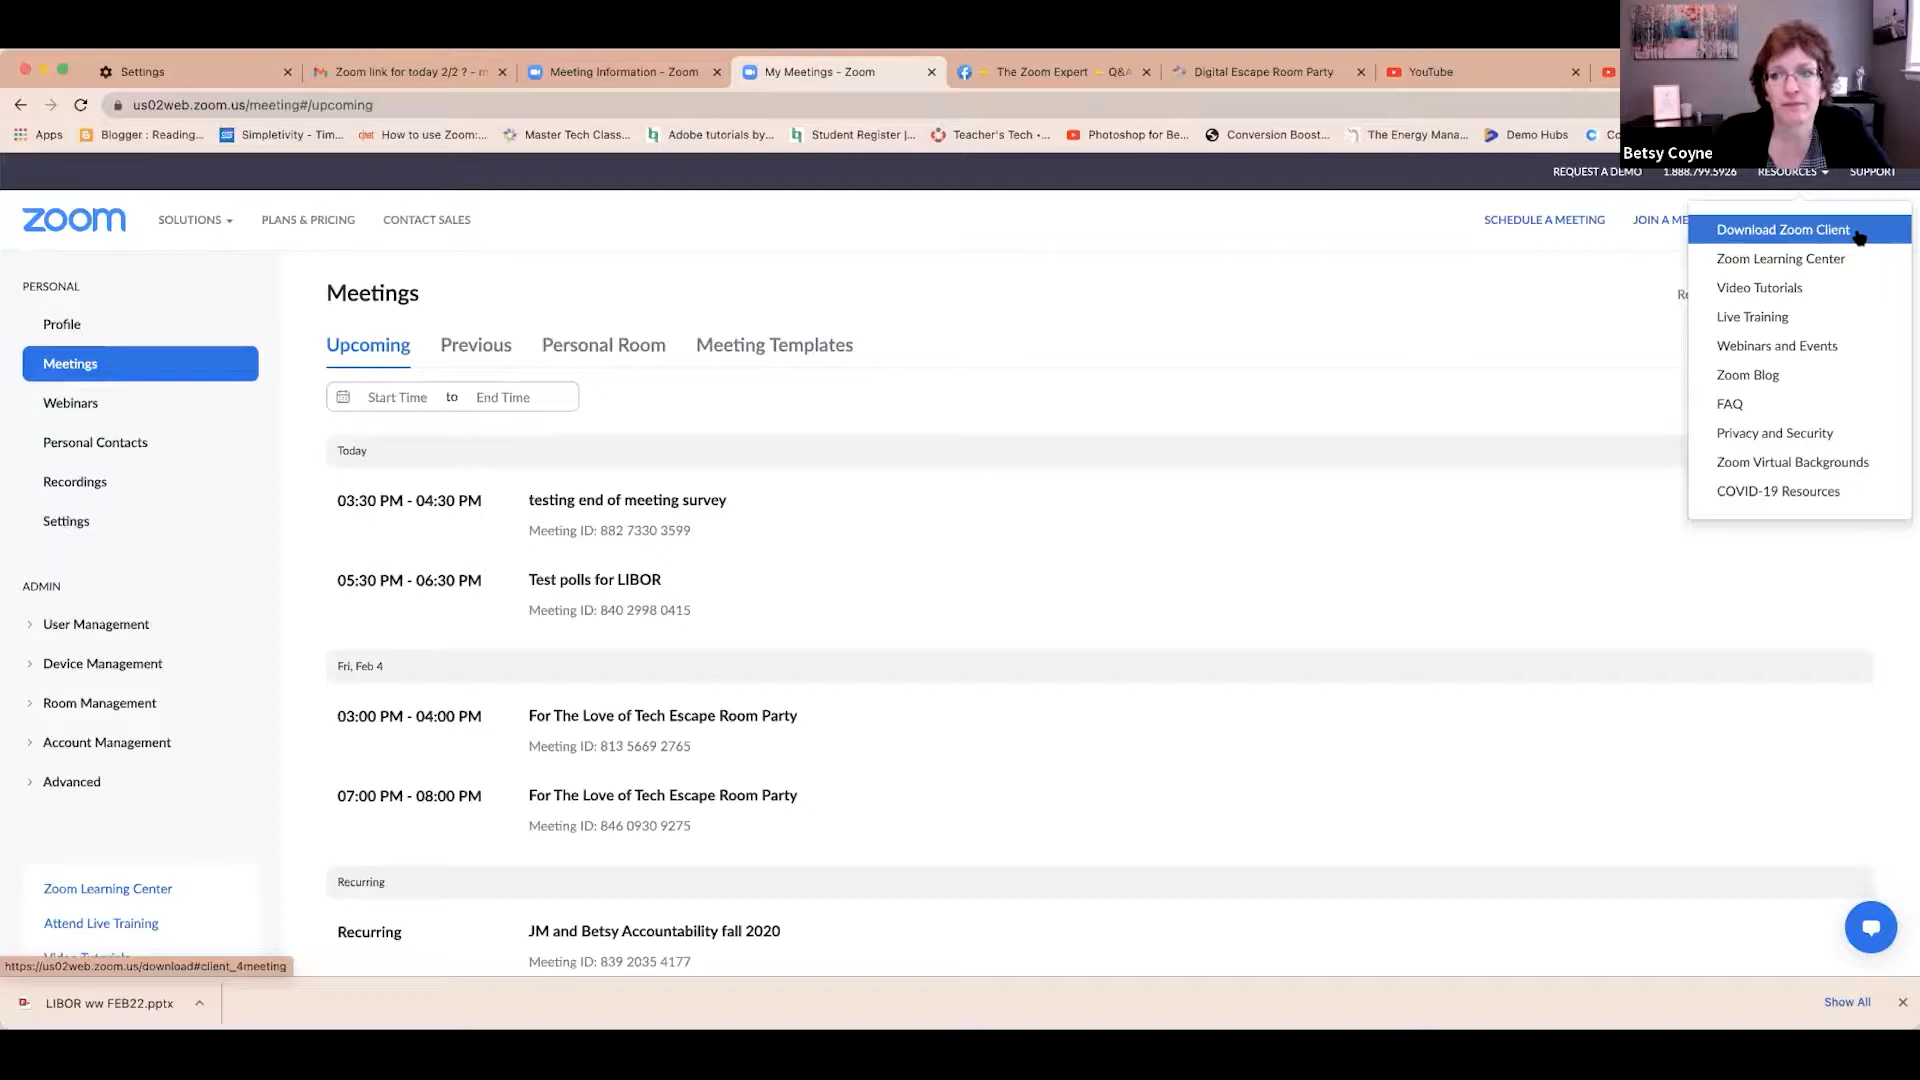 Settings
Zoom link for today 2/2 ? - m
Meeting Information - Zoom
My Meetings - Zoom
The Zoom Expert - Q&A
Digital Escape Room Party
YouTube
us02web.zoom.us/meeting#/upcoming
Apps
Blogger : Reading...
Simpletivity - Tim...
How to use Zoom:...
Master Tech Class...
Adobe tutorials by...
Student Register |...
Teacher's Tech •...
Photoshop for Be...
Conversion Boost...
The Energy Mana...
Demo Hubs
Betsy Coyne
REQUEST A DEMO
1.888.799.5926
RESOURCES
SUPPORT
zoom
SOLUTIONS
PLANS & PRICING
CONTACT SALES
SCHEDULE A MEETING
JOIN A ME
Download Zoom Client
Zoom Learning Center
Video Tutorials
Live Training
Webinars and Events
Zoom Blog
FAQ
Privacy and Security
Zoom Virtual Backgrounds
COVID-19 Resources
PERSONAL
Profile
Meetings
Webinars
Personal Contacts
Recordings
Settings
ADMIN
User Management
Device Management
Room Management
Account Management
Advanced
Zoom Learning Center
Attend Live Training
Video Tutorials
https://us02web.zoom.us/download#client_4meeting
Meetings
Upcoming
Previous
Personal Room
Meeting Templates
Start Time to End Time
Today
03:30 PM - 04:30 PM
testing end of meeting survey
Meeting ID: 882 7330 3599
05:30 PM - 06:30 PM
Test polls for LIBOR
Meeting ID: 840 2998 0415
Fri, Feb 4
03:00 PM - 04:00 PM
For The Love of Tech Escape Room Party
Meeting ID: 813 5669 2765
07:00 PM - 08:00 PM
For The Love of Tech Escape Room Party
Meeting ID: 846 0930 9275
Recurring
Recurring
JM and Betsy Accountability fall 2020
Meeting ID: 839 2035 4177
LIBOR ww FEB22.pptx
Show All